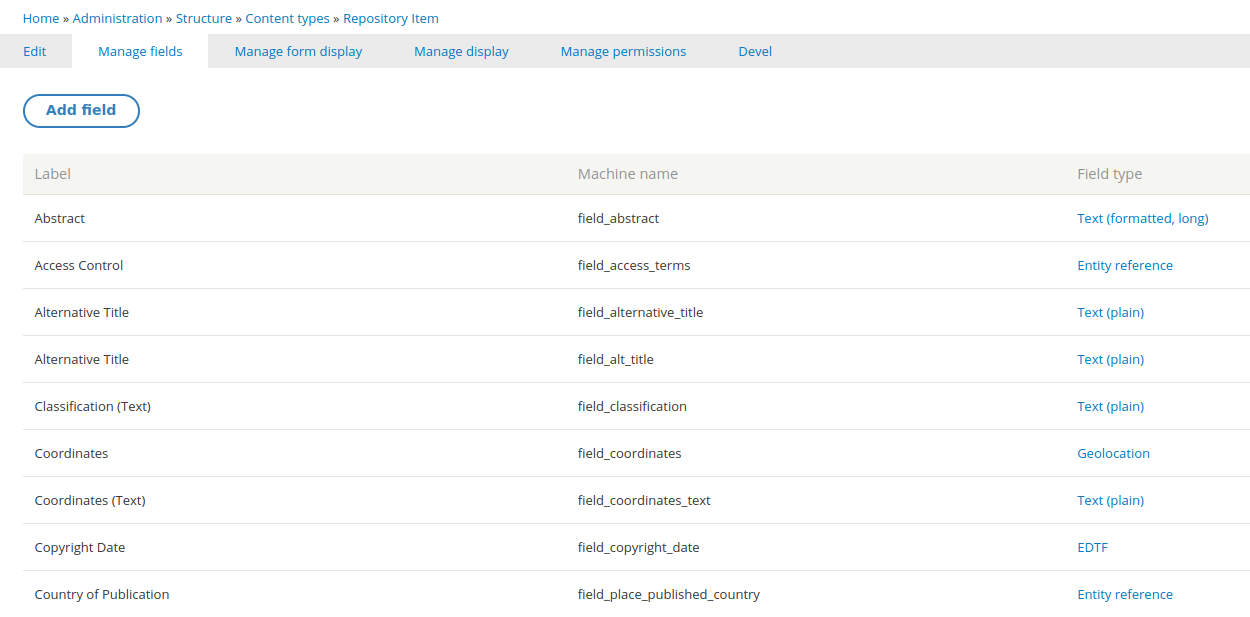 Home » Administration » Structure » Content types » Repository Item
Edit Manage fields Manage form display Manage display Manage permissions Devel
Add field
Label Machine name Field type
Abstract field_abstract Text (formatted, long)
Access Control field_access_terms Entity reference
Alternative Title field_alternative_title Text (plain)
Alternative Title field_alt_title Text (plain)
Classification (Text) field_classification Text (plain)
Coordinates field_coordinates Geolocation
Coordinates (Text) field_coordinates_text Text (plain)
Copyright Date field_copyright_date EDTF
Country of Publication field_place_published_country Entity reference